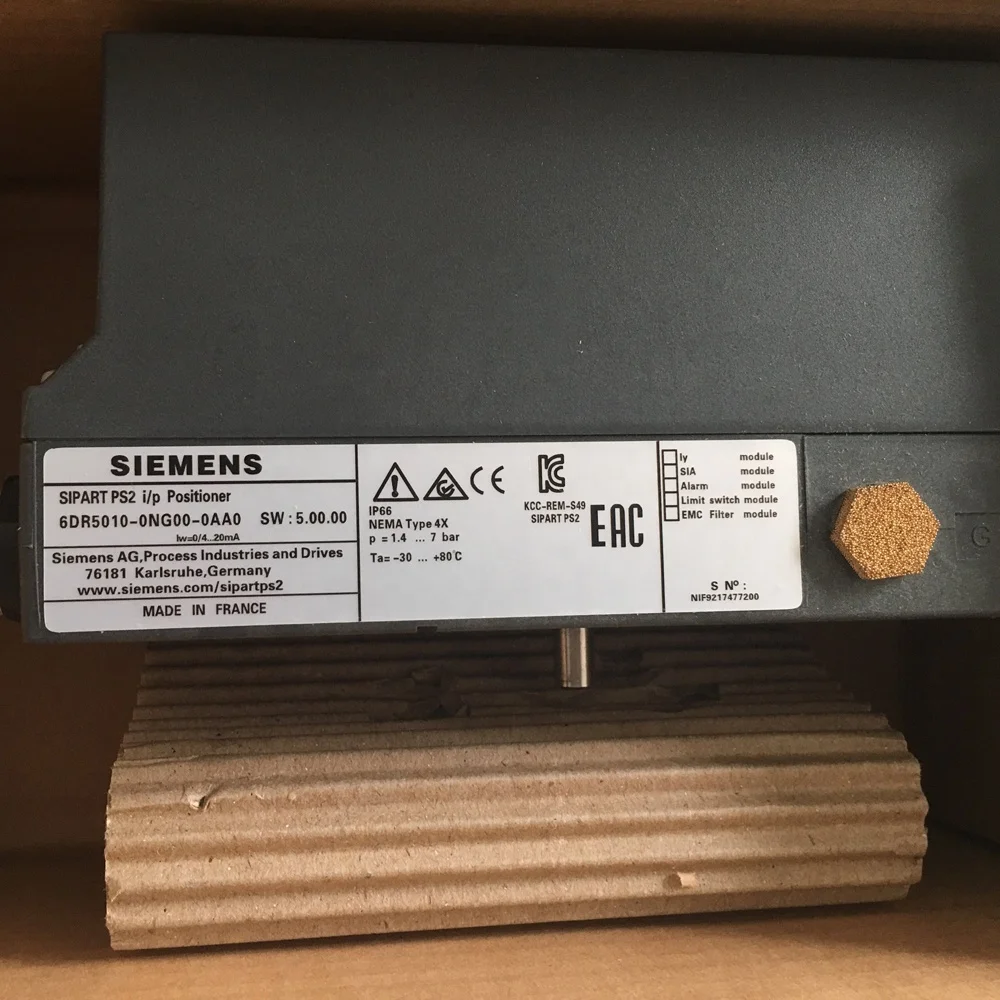 SIEMENS
SIPART PS2 i/p Positioner
6DR5010-0NG00-0AA0 SW : 5.00.00
Iw=0/4...20mA
Siemens AG,Process Industries and Drives
76181 Karlsruhe,Germany
www.siemens.com/sipartps2
MADE IN FRANCE
CE
IP66
NEMA Type 4X
p = 1.4 ... 7 bar
Ta= -30 ... +80°C
KC
KCC-REM-S49
SIPART PS2
EAC
Iy module
SIA module
Alarm module
Limit switch module
EMC Filter module
S Nº :
NIF9217477200
G